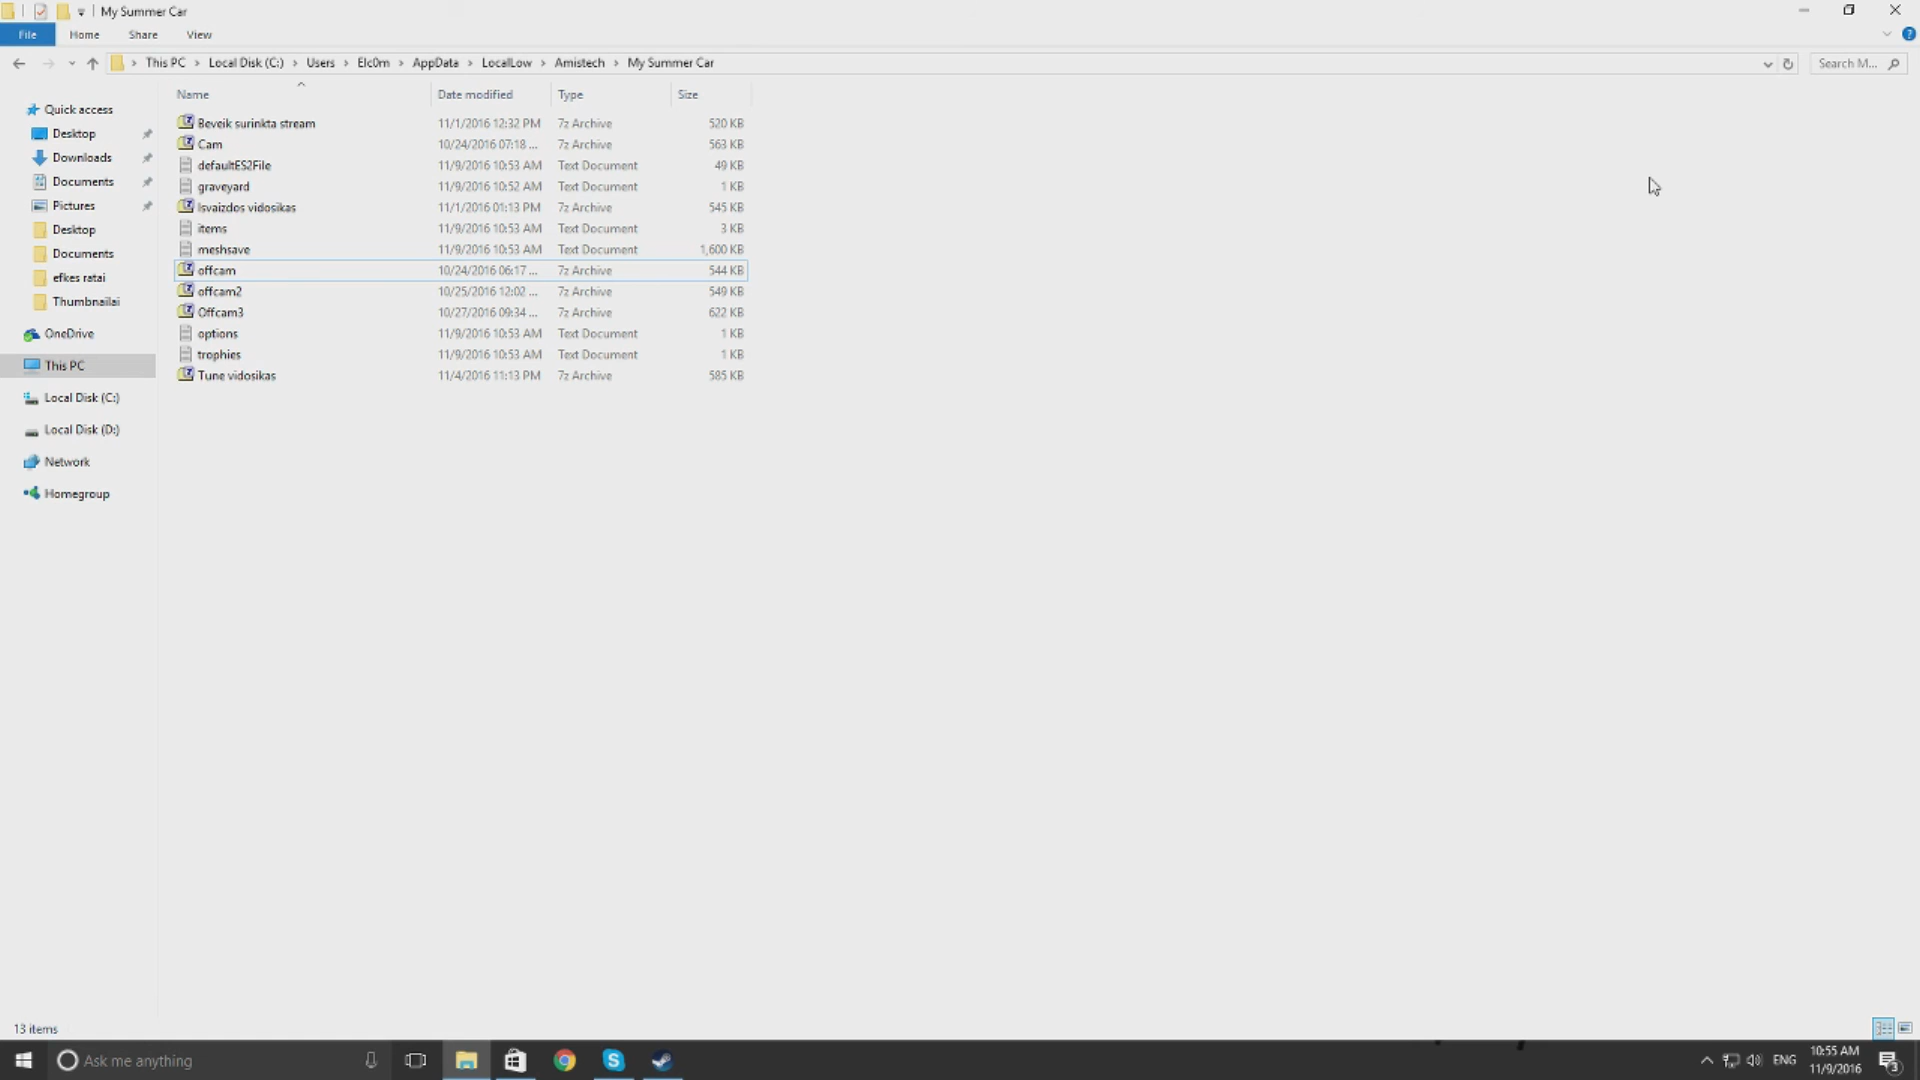 My Summer Car
File Home Share View
This PC › Local Disk (C:) › Users › Elc0m › AppData › LocalLow › Amistech › My Summer Car
Search M...
Name Date modified Type Size
Quick access
Desktop
Downloads
Documents
Pictures
Desktop
Documents
efkes ratai
Thumbnailai
OneDrive
This PC
Local Disk (C:)
Local Disk (D:)
Network
Homegroup
Beveik surinkta stream 11/1/2016 12:32 PM 7z Archive 520 KB
Cam 10/24/2016 07:18 ... 7z Archive 563 KB
defaultES2File 11/9/2016 10:53 AM Text Document 49 KB
graveyard 11/9/2016 10:52 AM Text Document 1 KB
Isvaizdos vidosikas 11/1/2016 01:13 PM 7z Archive 545 KB
items 11/9/2016 10:53 AM Text Document 3 KB
meshsave 11/9/2016 10:53 AM Text Document 1,600 KB
offcam 10/24/2016 06:17 ... 7z Archive 544 KB
offcam2 10/25/2016 12:02 ... 7z Archive 549 KB
Offcam3 10/27/2016 09:34 ... 7z Archive 622 KB
options 11/9/2016 10:53 AM Text Document 1 KB
trophies 11/9/2016 10:53 AM Text Document 1 KB
Tune vidosikas 11/4/2016 11:13 PM 7z Archive 585 KB
13 items
Ask me anything
ENG
10:55 AM
11/9/2016
3